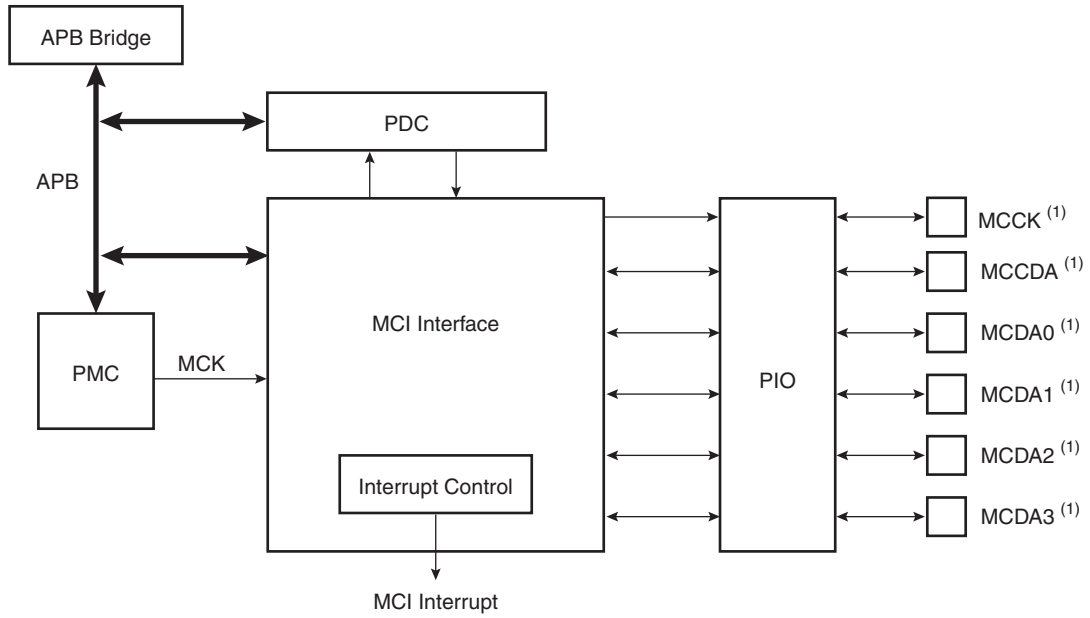 APB Bridge
PDC
APB
MCCK (1)
MCCDA (1)
MCI Interface
MCDA0 (1)
PMC
MCK
PIO
MCDA1 (1)
MCDA2 (1)
Interrupt Control
MCDA3 (1)
MCI Interrupt